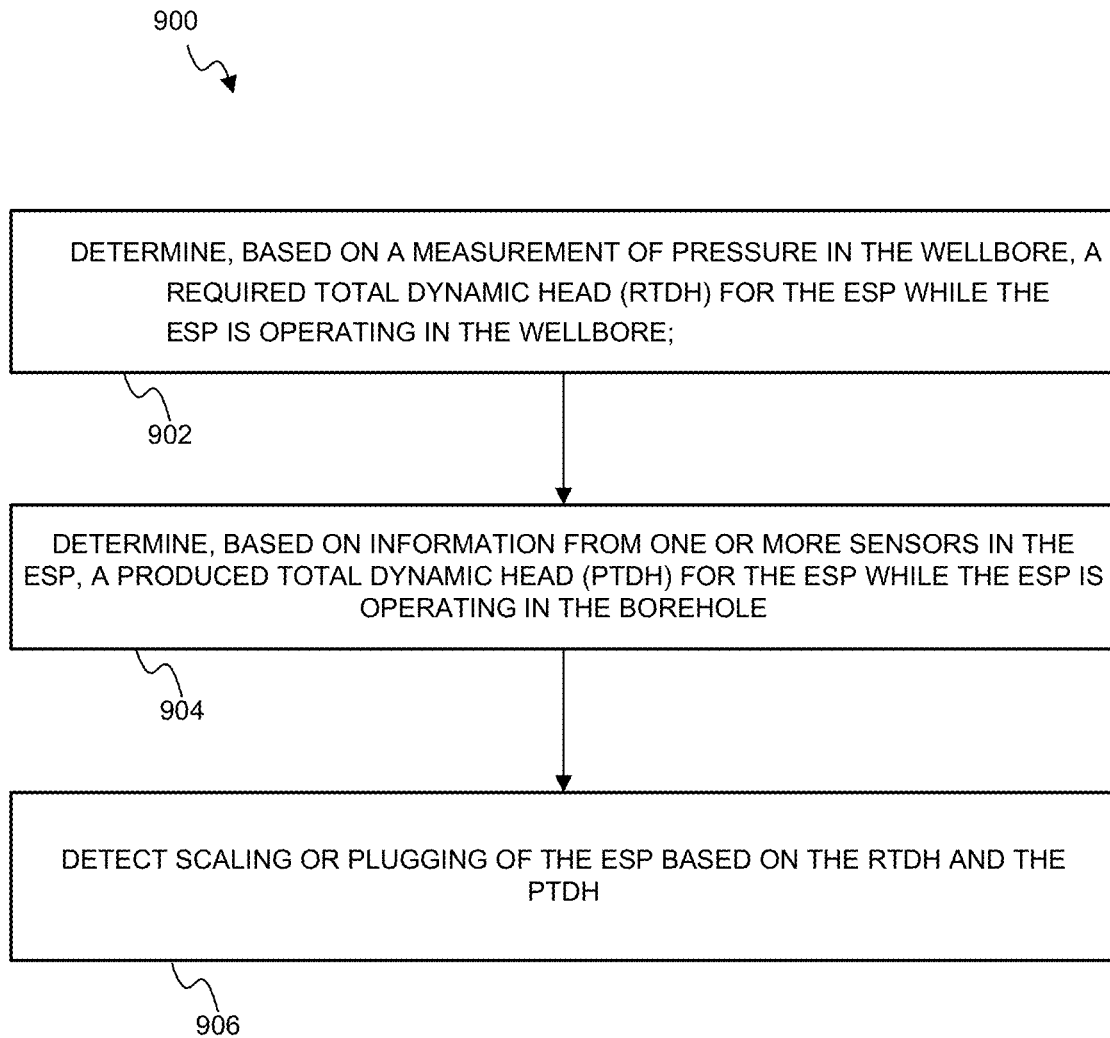 900
DETERMINE, BASED ON A MEASUREMENT OF PRESSURE IN THE WELLBORE, A
REQUIRED TOTAL DYNAMIC HEAD (RTDH) FOR THE ESP WHILE THE
ESP IS OPERATING IN THE WELLBORE;
902
DETERMINE, BASED ON INFORMATION FROM ONE OR MORE SENSORS IN THE
ESP, A PRODUCED TOTAL DYNAMIC HEAD (PTDH) FOR THE ESP WHILE THE ESP IS
OPERATING IN THE BOREHOLE
904
DETECT SCALING OR PLUGGING OF THE ESP BASED ON THE RTDH AND THE
PTDH
906